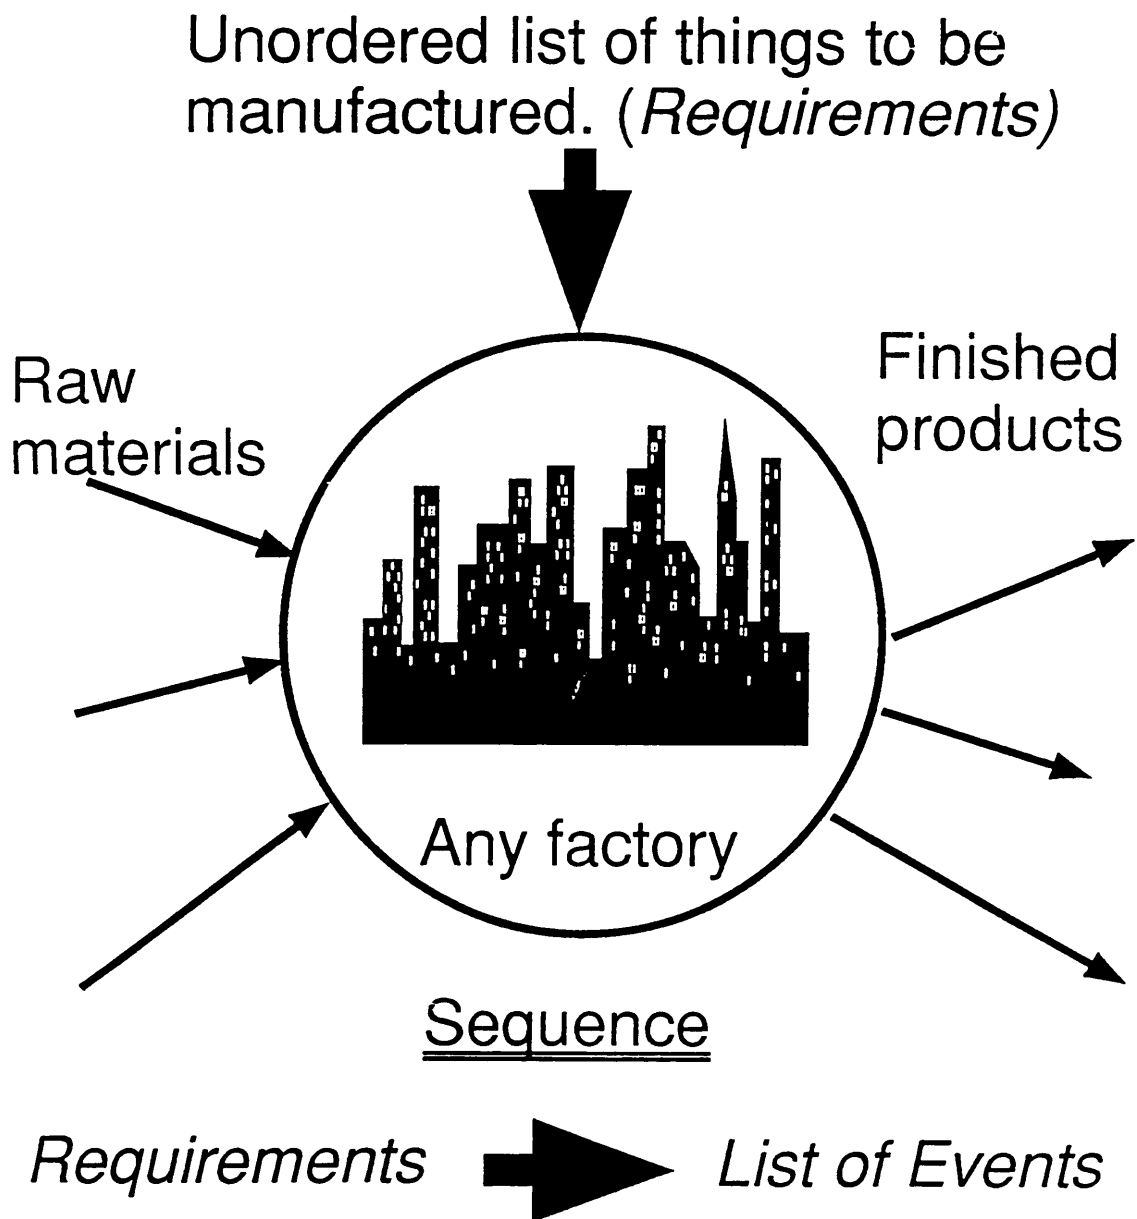 Unordered list of things to be
manufactured. (Requirements)
Raw
materials
Finished
products
Any factory
Sequence
Requirements
List of Events